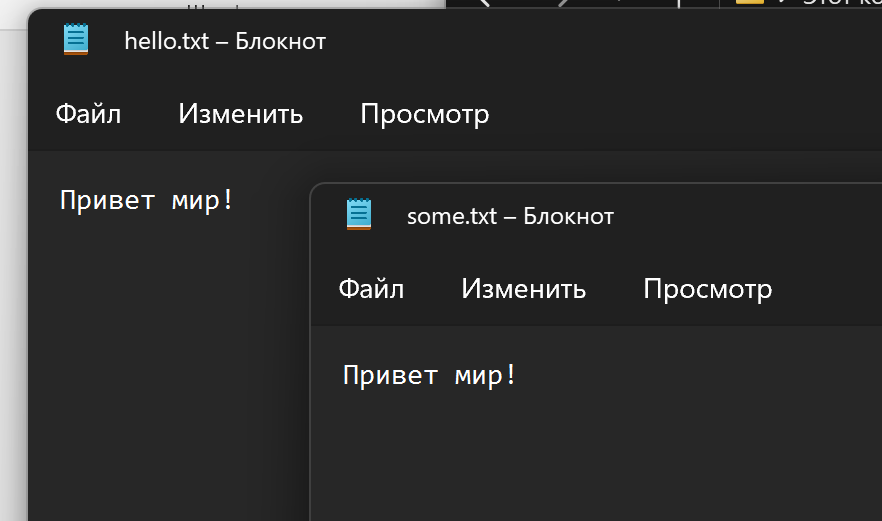 hello.txt – Блокнот
Файл Изменить Просмотр
Привет мир!
some.txt – Блокнот
Файл Изменить Просмотр
Привет мир!